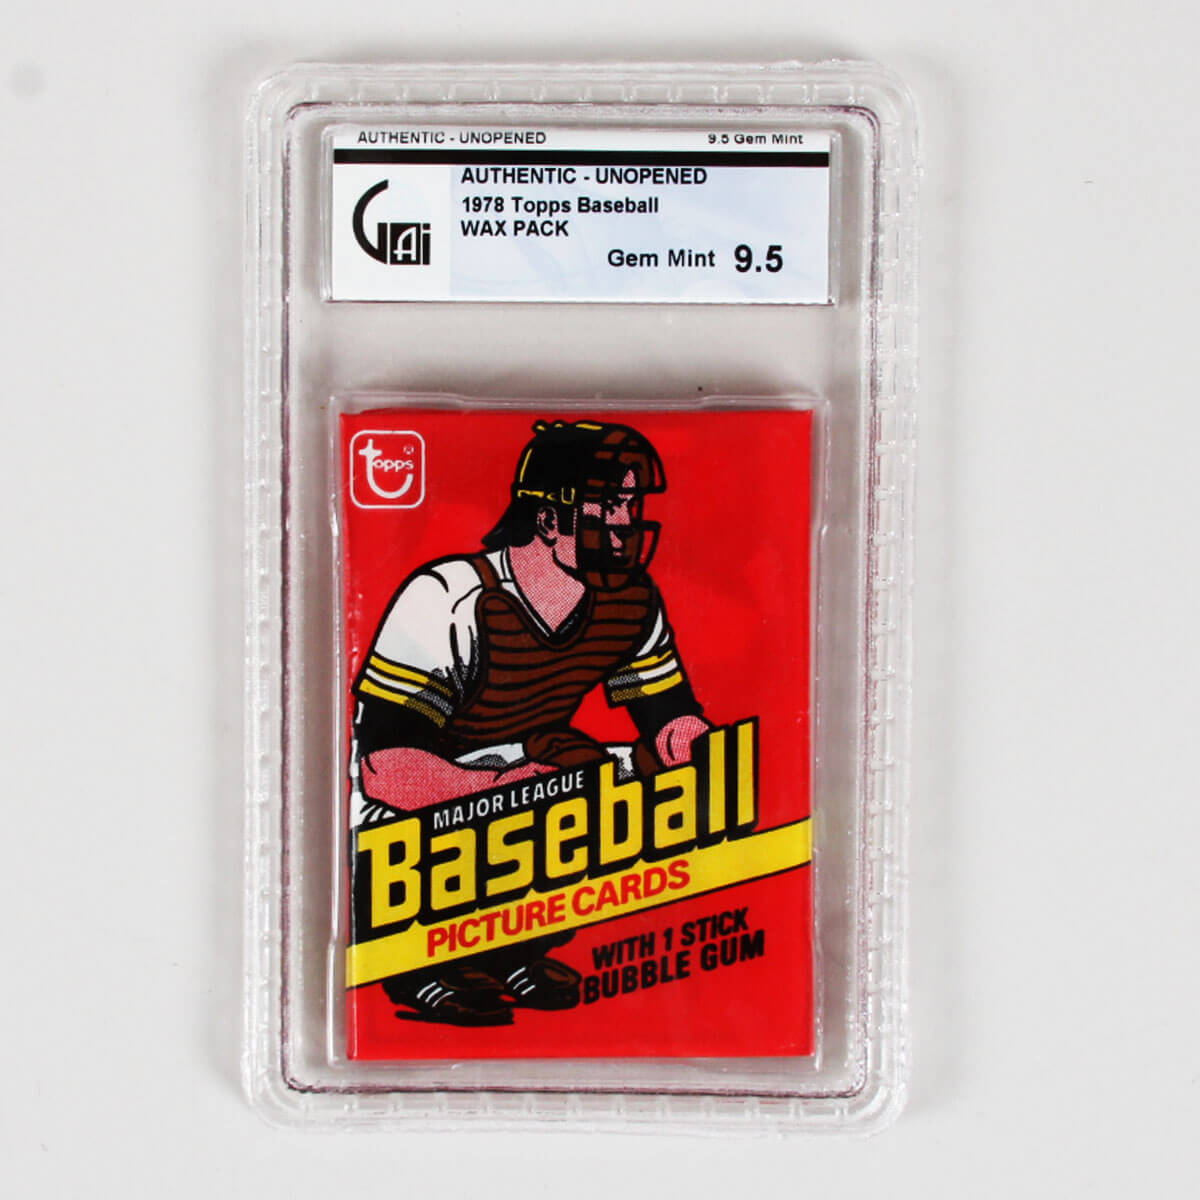 AUTHENTIC - UNOPENED 9.5 Gem Mint
AUTHENTIC - UNOPENED
1978 Topps Baseball
WAX PACK
Gem Mint 9.5
GAi
topps®
MAJOR LEAGUE
Baseball
PICTURE CARDS
WITH 1 STICK
BUBBLE GUM